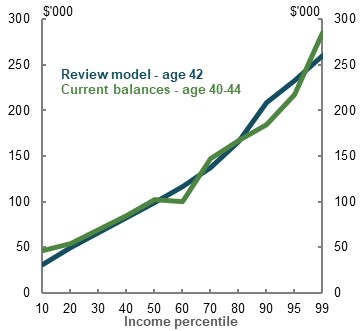 $'000 $'000
300 300
Review model - age 42
Current balances - age 40-44
250 250
200 200
150 150
100 100
50 50
0 0
10 20 30 40 50 60 70 80 90 95 99
Income percentile